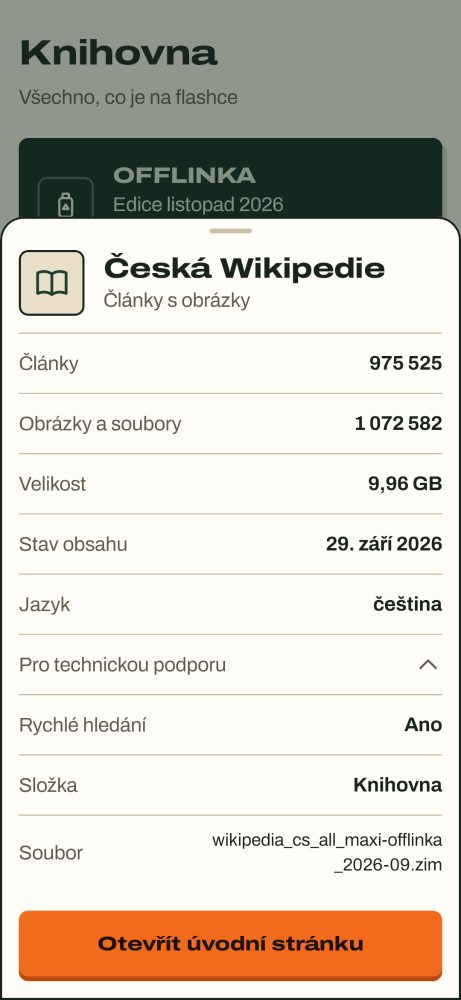 Knihovna
Všechno, co je na flashce
OFFLINKA
Edice listopad 2026
Česká Wikipedie
Články s obrázky
Články 975 525
Obrázky a soubory 1 072 582
Velikost 9,96 GB
Stav obsahu 29. září 2026
Jazyk čeština
Pro technickou podporu
Rychlé hledání Ano
Složka Knihovna
Soubor wikipedia_cs_all_maxi-offlinka
_2026-09.zim
Otevřít úvodní stránku